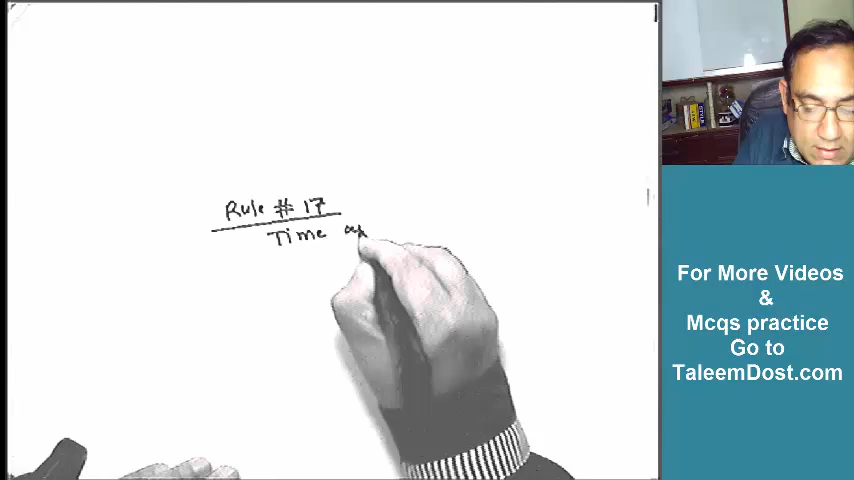 Rule # 17
Time
For More Videos
&
Mcqs practice
Go to
TaleemDost.com